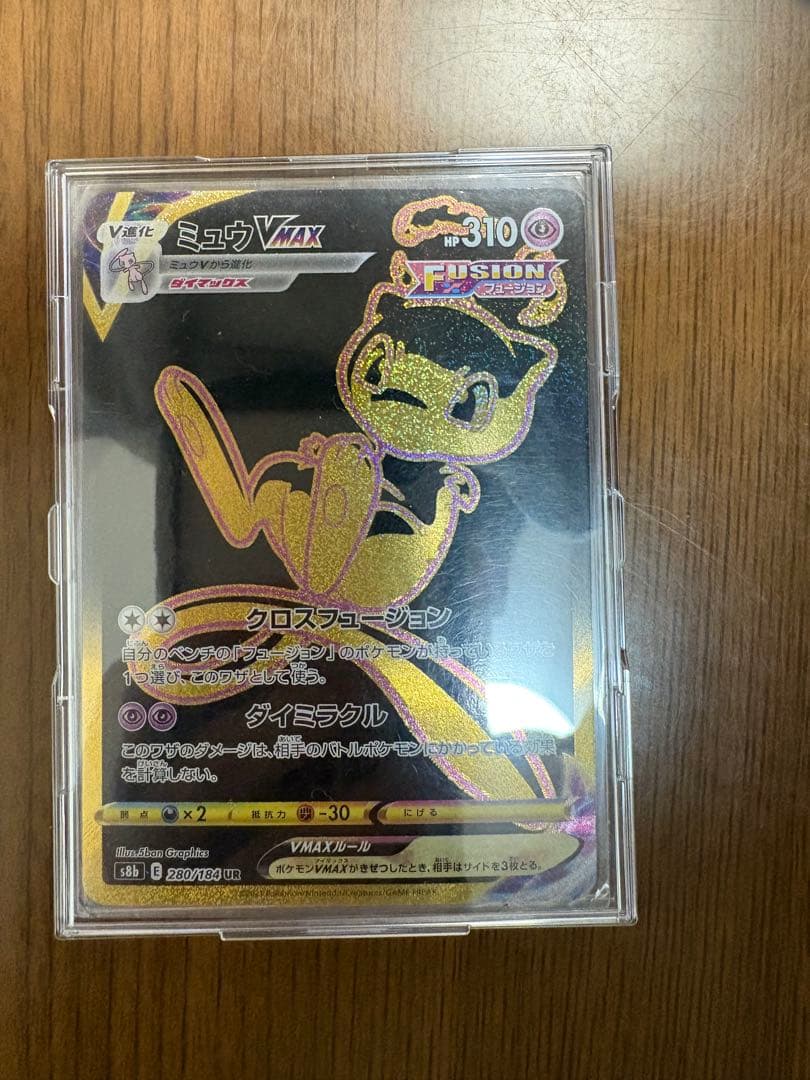 V進化
ミュウVMAX
HP310
ミュウVから進化
ダイマックス
FUSION
フュージョン
クロスフュージョン
自分のベンチの「フュージョン」のポケモンが持っている
1つ選び、このワザとして使う。
ダイミラクル
このワザのダメージは、相手のバトルポケモンにかかっている効果
を計算しない。
弱点 ×2 抵抗力 -30 にげる
VMAXルール
ポケモンVMAXがきぜつしたとき、相手はサイドを3枚とる。
Illus.5ban Graphics
s8b E 280/184 UR